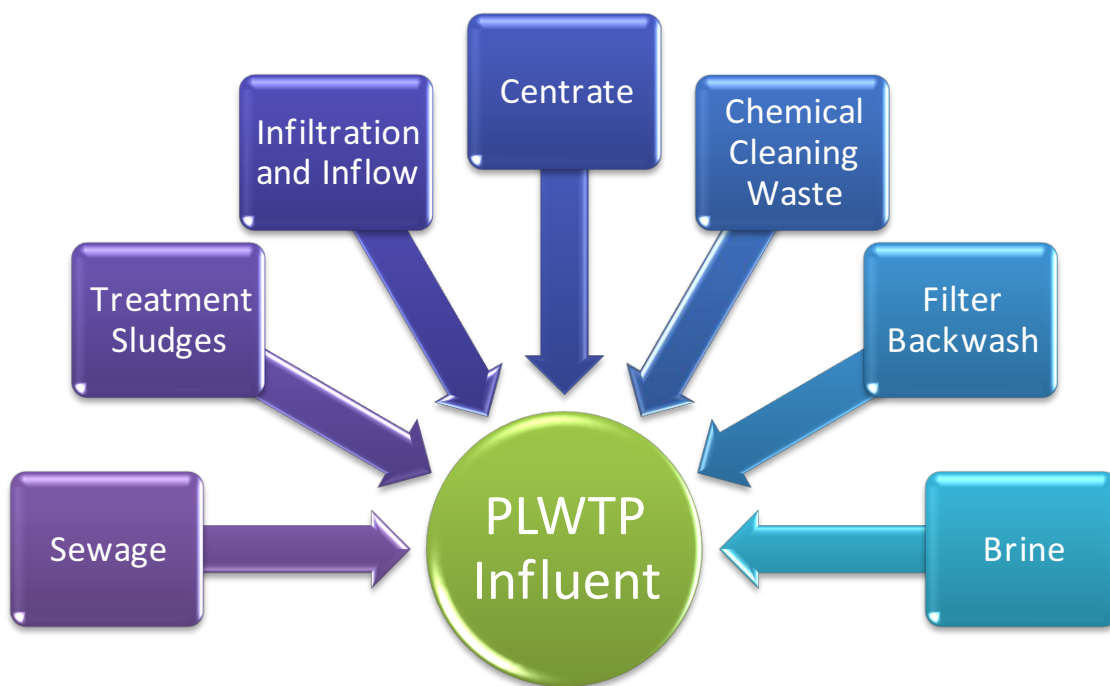 Centrate
Infiltration
and Inflow
Chemical
Cleaning
Waste
Treatment
Sludges
Filter
Backwash
Sewage
PLWTP
Influent
Brine